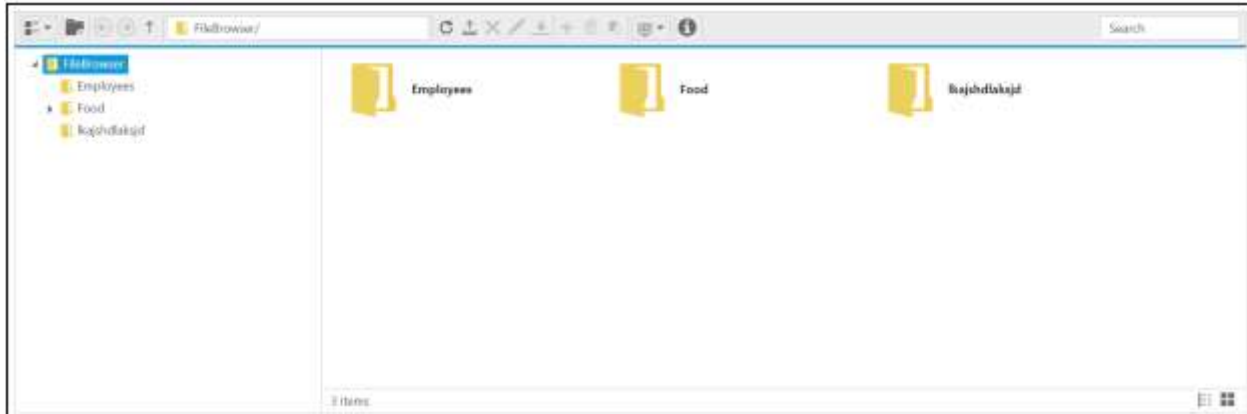 FileBrowser/
Search
FileBrowser
Employees
Food
lkajshdlaksjd
Employees
Food
lkajshdlaksjd
3 items